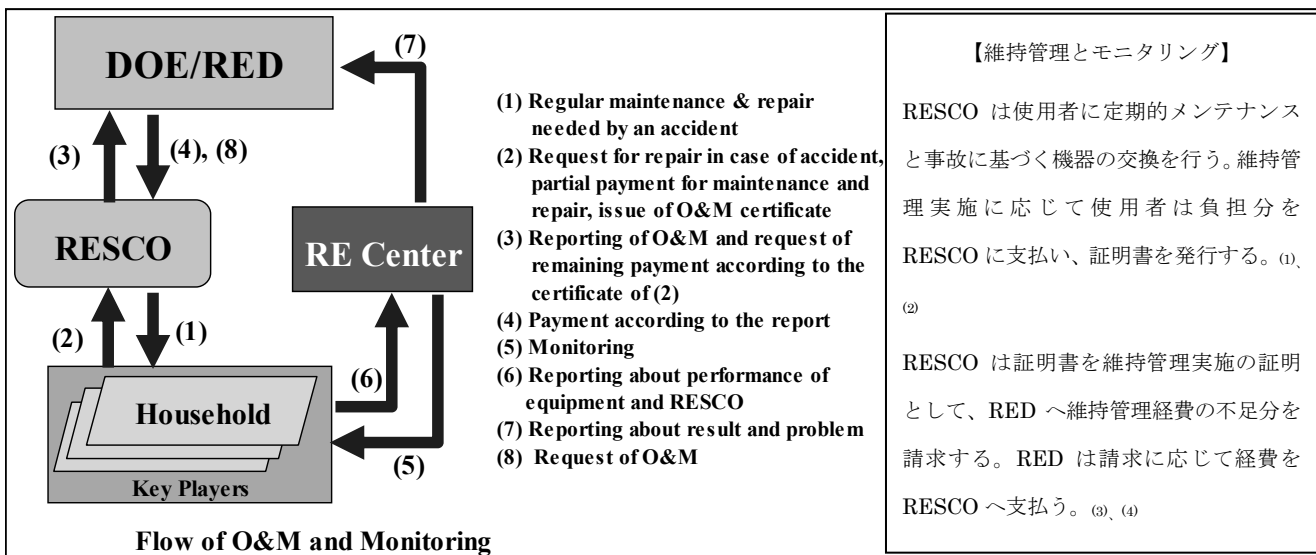 DOE/RED
(7)
(3)
(4), (8)
RESCO
RE Center
(2)
(1)
(6)
Household
(5)
Key Players
Flow of O&M and Monitoring
(1) Regular maintenance & repair
needed by an accident
(2) Request for repair in case of accident,
partial payment for maintenance and
repair, issue of O&M certificate
(3) Reporting of O&M and request of
remaining payment according to the
certificate of (2)
(4) Payment according to the report
(5) Monitoring
(6) Reporting about performance of
equipment and RESCO
(7) Reporting about result and problem
(8) Request of O&M
【維持管理とモニタリング】
RESCO は使用者に定期的メンテナンス
と事故に基づく機器の交換を行う。維持管
理実施に応じて使用者は負担分を
RESCO に支払い、証明書を発行する。(1)、
(2)
RESCO は証明書を維持管理実施の証明
として、RED へ維持管理経費の不足分を
請求する。RED は請求に応じて経費を
RESCO へ支払う。(3)、(4)